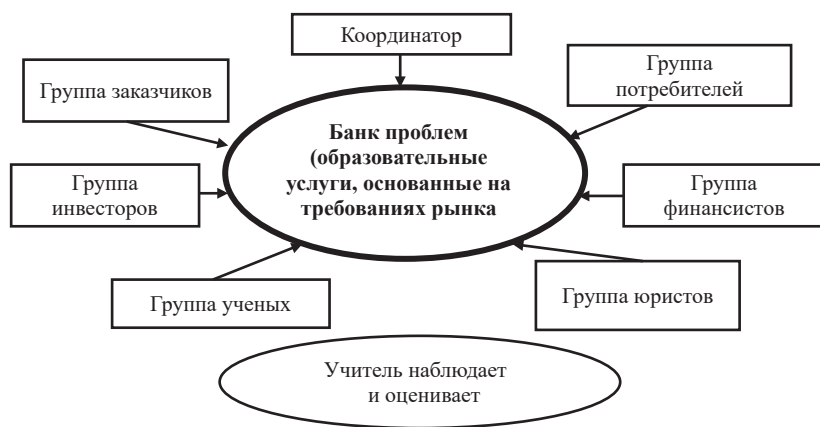 Координатор
Группа заказчиков
Группа
потребителей
Банк проблем
(образовательные
услуги, основанные на
требованиях рынка
Группа
инвесторов
Группа
финансистов
Группа ученых
Группа юристов
Учитель наблюдает
и оценивает